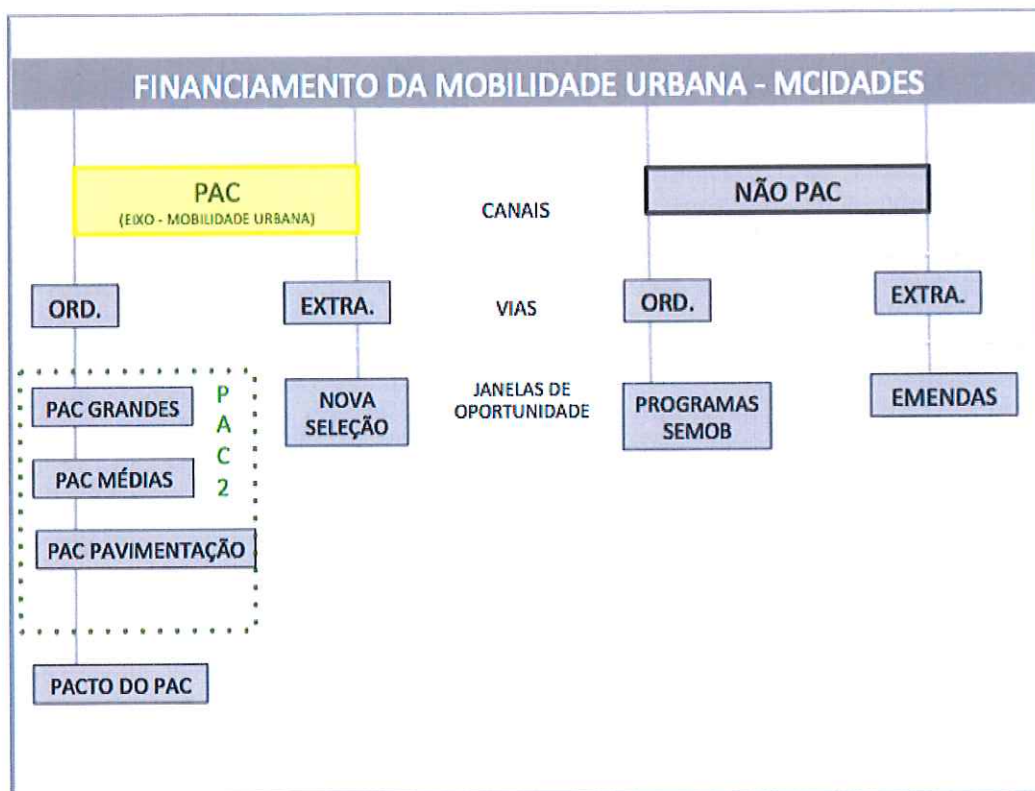 FINANCIAMENTO DA MOBILIDADE URBANA - MCIDADES
PAC
(EIXO - MOBILIDADE URBANA)
CANAIS
NÃO PAC
ORD.
EXTRA.
VIAS
ORD.
EXTRA.
PAC GRANDES
PAC MÉDIAS
PAC PAVIMENTAÇÃO
P
A
C
2
NOVA
SELEÇÃO
JANELAS DE
OPORTUNIDADE
PROGRAMAS
SEMOB
EMENDAS
PACTO DO PAC